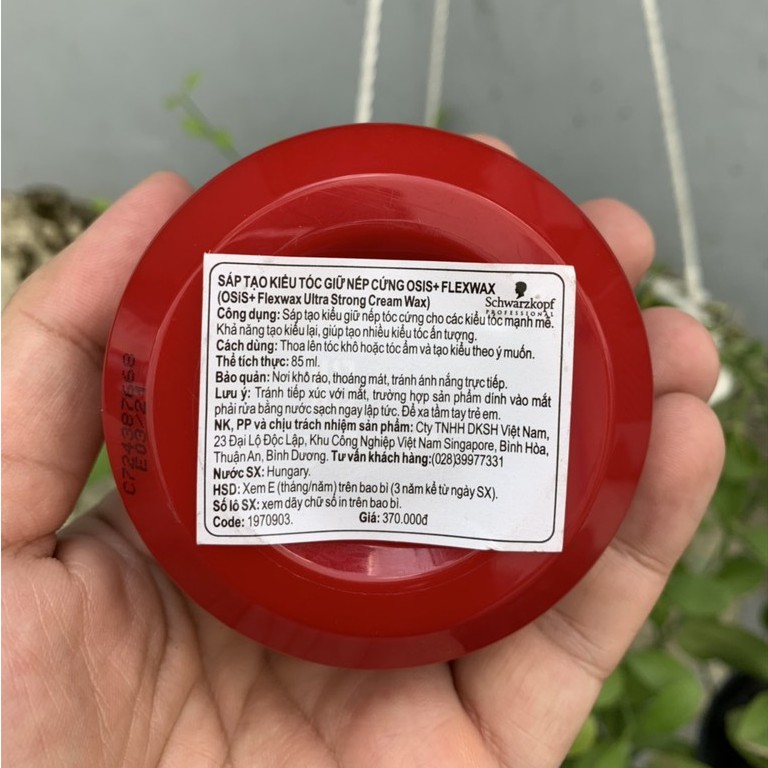 SÁP TẠO KIỂU TÓC GIỮ NẾP CỨNG OSIS+ FLEXWAX
(OSiS+ Flexwax Ultra Strong Cream Wax)
Schwarzkopf
PROFESSIONAL
Công dụng: Sáp tạo kiểu giữ nếp tóc cứng cho các kiểu tóc mạnh mẽ.
Khả năng tạo kiểu lại, giúp tạo nhiều kiểu tóc ấn tượng.
Cách dùng: Thoa lên tóc khô hoặc tóc ẩm và tạo kiểu theo ý muốn.
Thể tích thực: 85 ml.
Bảo quản: Nơi khô ráo, thoáng mát, tránh ánh nắng trực tiếp.
Lưu ý: Tránh tiếp xúc với mắt, trường hợp sản phẩm dính vào mắt
phải rửa bằng nước sạch ngay lập tức. Để xa tầm tay trẻ em.
NK, PP và chịu trách nhiệm sản phẩm: Cty TNHH DKSH Việt Nam,
23 Đại Lộ Độc Lập, Khu Công Nghiệp Việt Nam Singapore, Bình Hòa,
Thuận An, Bình Dương. Tư vấn khách hàng:(028)39977331
Nước SX: Hungary.
HSD: Xem E (tháng/năm) trên bao bì (3 năm kể từ ngày SX).
Số lô SX: xem dãy chữ số in trên bao bì.
Code: 1970903. Giá: 370.000đ
C724387668
E03/24